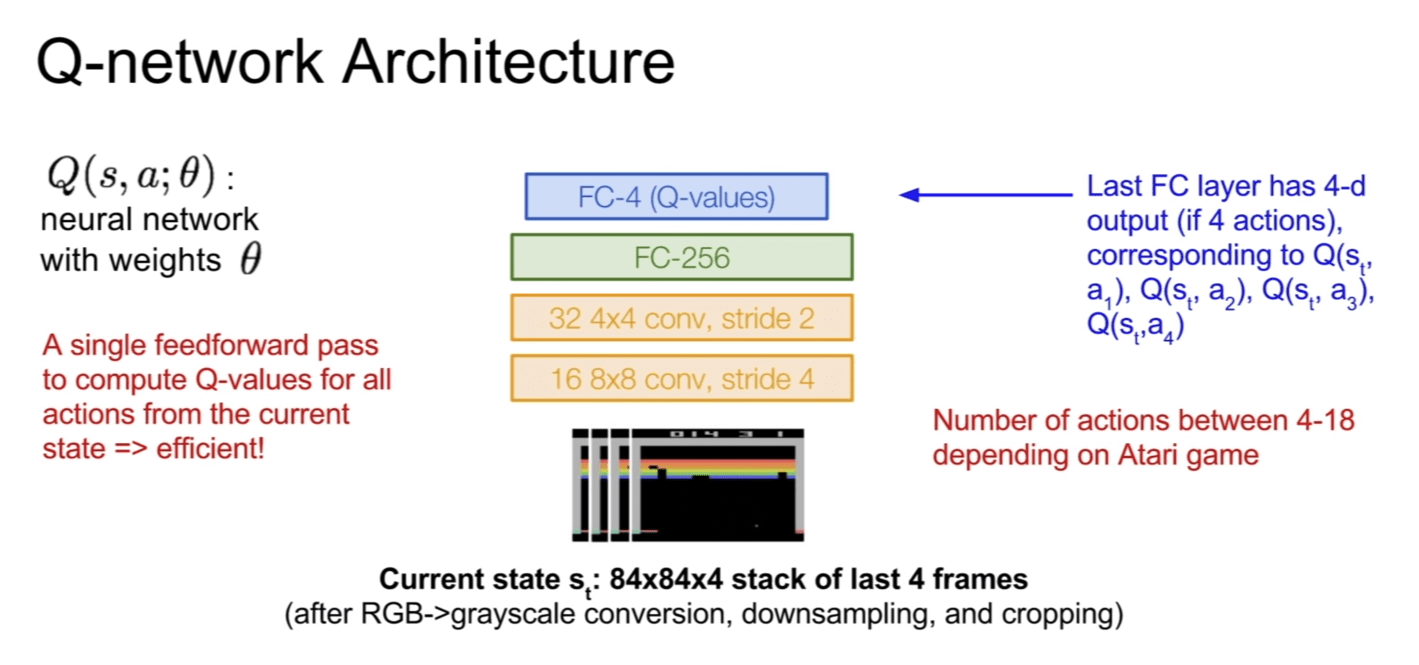 Q-network Architecture
Q(s, a; θ) :
neural network
with weights θ
A single feedforward pass
to compute Q-values for all
actions from the current
state => efficient!
FC-4 (Q-values)
FC-256
32 4x4 conv, stride 2
16 8x8 conv, stride 4
Last FC layer has 4-d
output (if 4 actions),
corresponding to Q(s_t,
a_1), Q(s_t, a_2), Q(s_t, a_3),
Q(s_t,a_4)
Number of actions between 4-18
depending on Atari game
014 3 1
Current state s_t: 84x84x4 stack of last 4 frames
(after RGB->grayscale conversion, downsampling, and cropping)